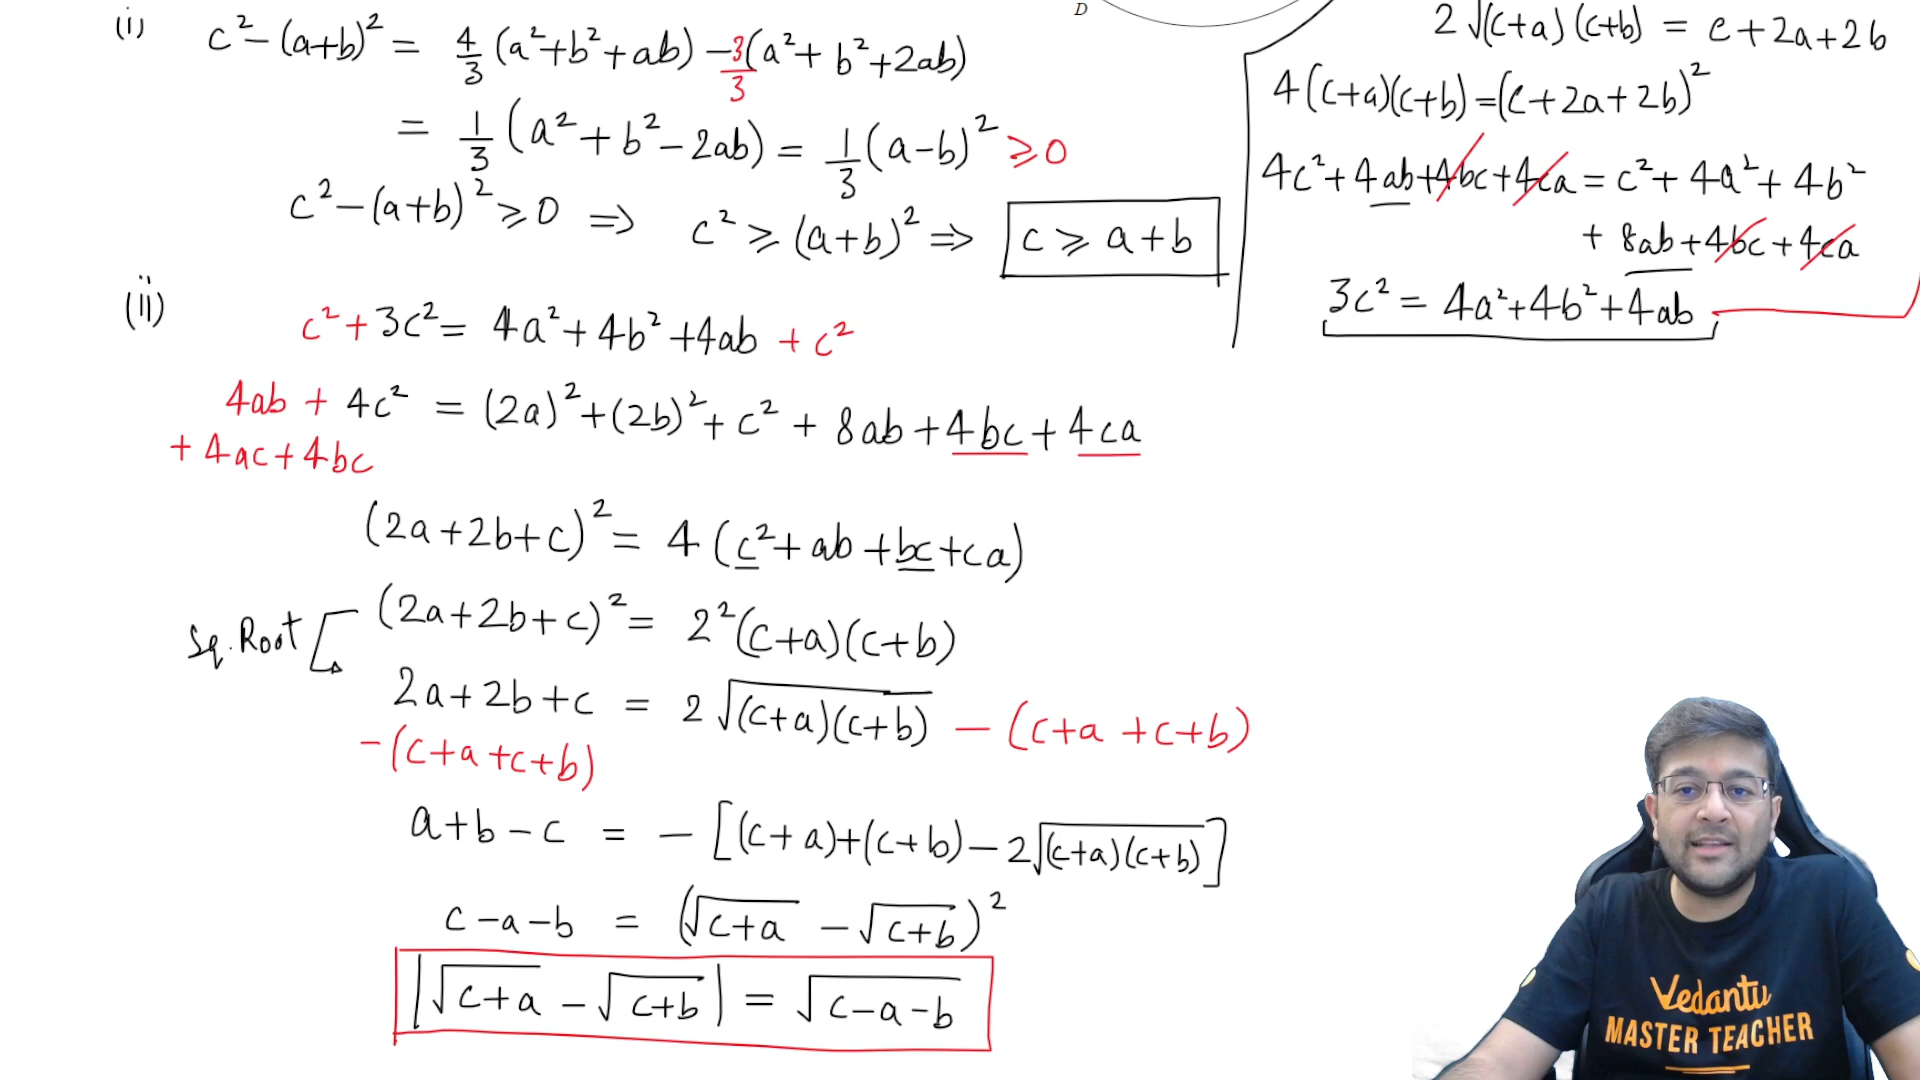 (i) c²-(a+b)² = 4/3 (a²+b²+ab) - 3/3 (a²+b²+2ab)
= 1/3 (a²+b²-2ab) = 1/3 (a-b)² ⩾ 0
c²-(a+b)² ⩾ 0 ⇒ c² ⩾ (a+b)² ⇒ c ⩾ a+b
(ii)
c² + 3c² = 4a²+4b²+4ab + c²
4ab + 4c² = (2a)²+(2b)²+c²+8ab+4bc+4ca
+ 4ac+4bc
(2a+2b+c)² = 4(c²+ab+bc+ca)
Sq. Root (2a+2b+c)² = 2²(c+a)(c+b)
2a+2b+c = 2√(c+a)(c+b) - (c+a+c+b)
-(c+a+c+b)
a+b-c = -[(c+a)+(c+b)-2√(c+a)(c+b)]
c-a-b = (√c+a - √c+b)²
|√c+a - √c+b| = √c-a-b
D
2√(c+a)(c+b) = c+2a+2b
4(c+a)(c+b)=(c+2a+2b)²
4c²+4ab+4bc+4ca = c²+4a²+4b²
+ 8ab+4bc+4ca
3c² = 4a²+4b²+4ab
Vedantu
MASTER TEACHER